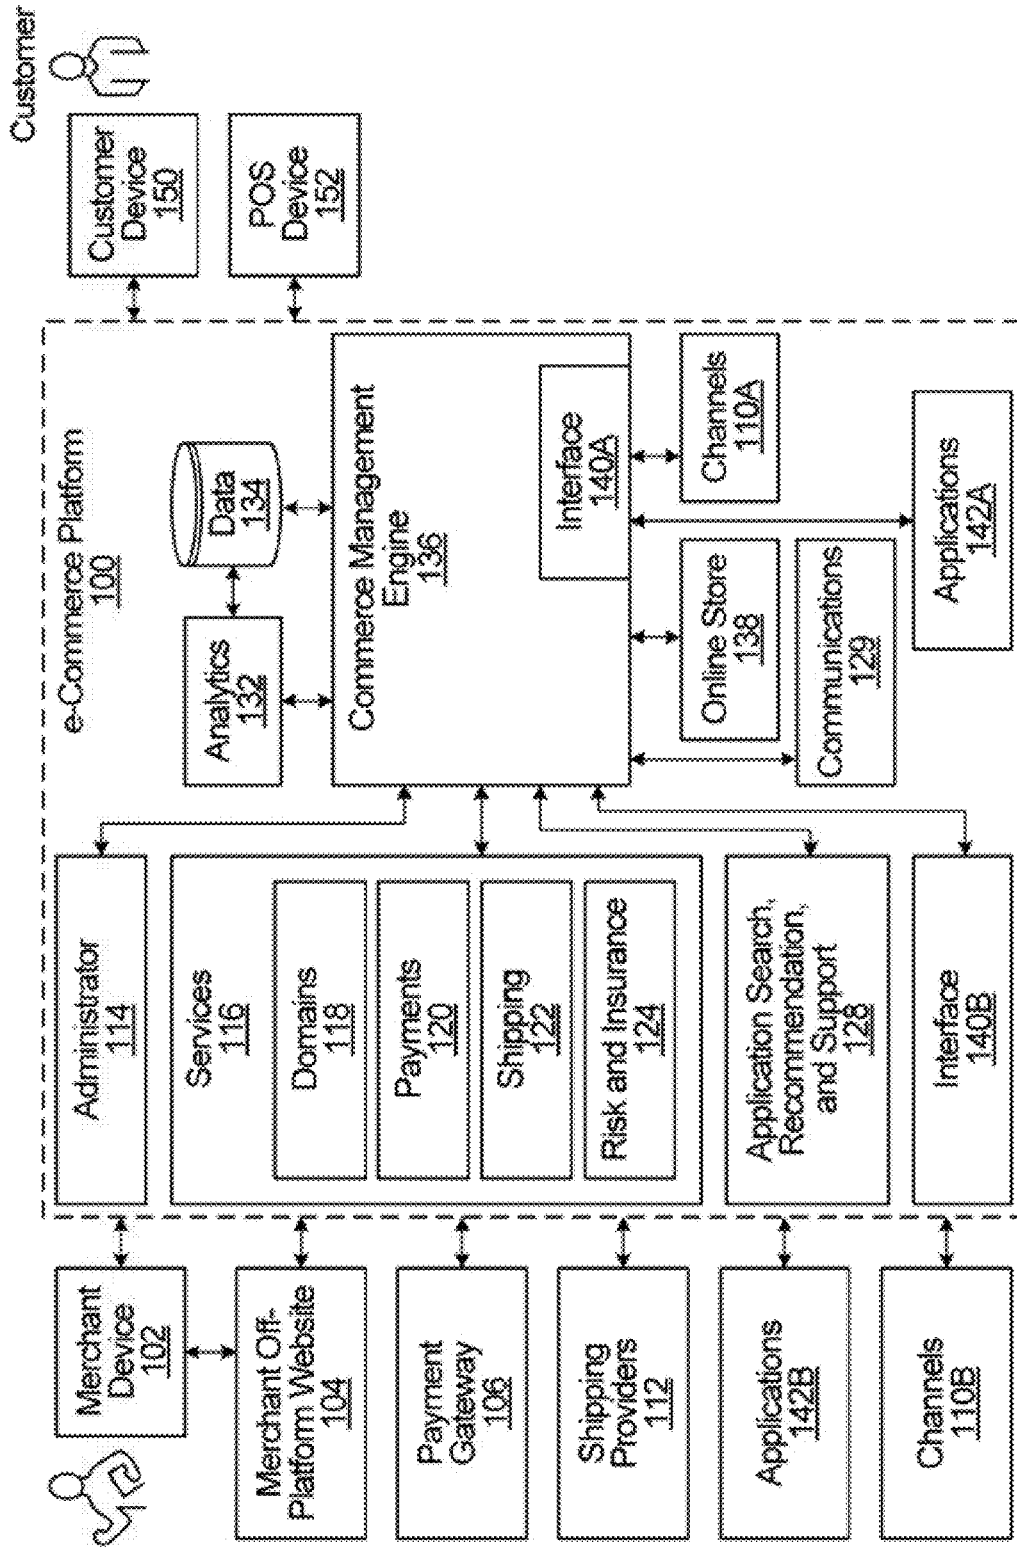 Customer
Merchant
Device
102
Merchant Off-
Platform Website
104
Payment
Gateway
106
Shipping
Providers
112
Applications
142B
Channels
110B
e-Commerce Platform
100
Administrator
114
Services
116
Domains
118
Payments
120
Shipping
122
Risk and Insurance
124
Application Search,
Recommendation,
and Support
128
Interface
140B
Analytics
132
Data
134
Commerce Management
Engine
136
Interface
140A
Online Store
138
Channels
110A
Communications
129
Applications
142A
Customer
Device
150
POS
Device
152